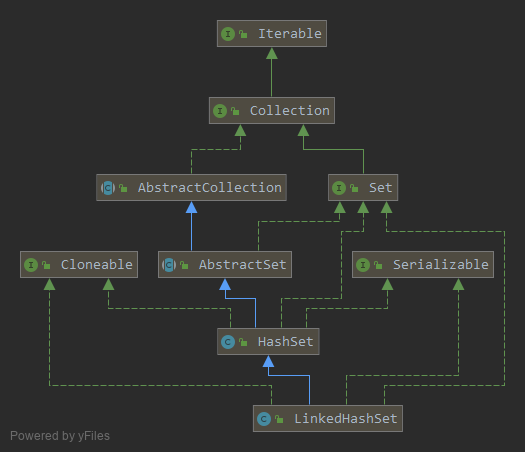 I Iterable
I Collection
C AbstractCollection
I Set
I Cloneable
C AbstractSet
I Serializable
C HashSet
C LinkedHashSet
Powered by yFiles